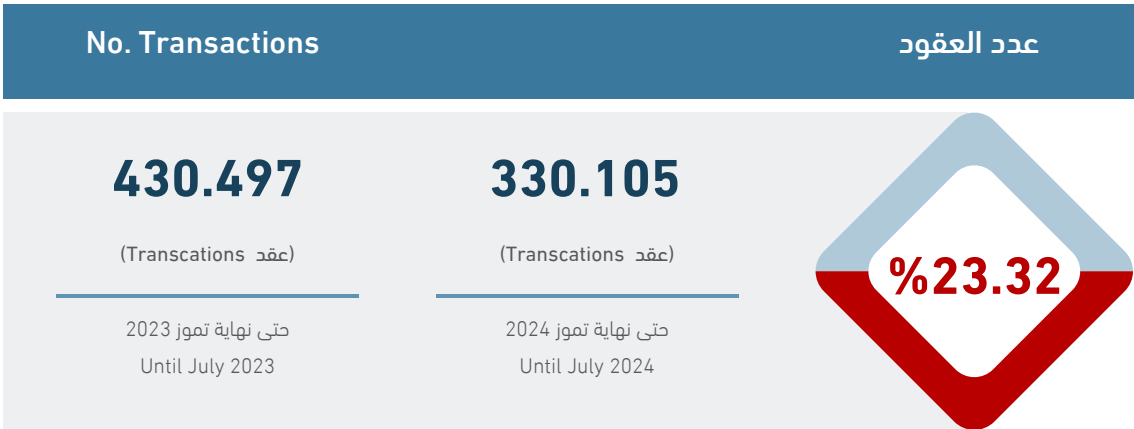 No. Transactions
عدد العقود
430.497
330.105
%23.32
(عقد Transcations)
(عقد Transcations)
حتى نهاية تموز 2023
حتى نهاية تموز 2024
Until July 2023
Until July 2024